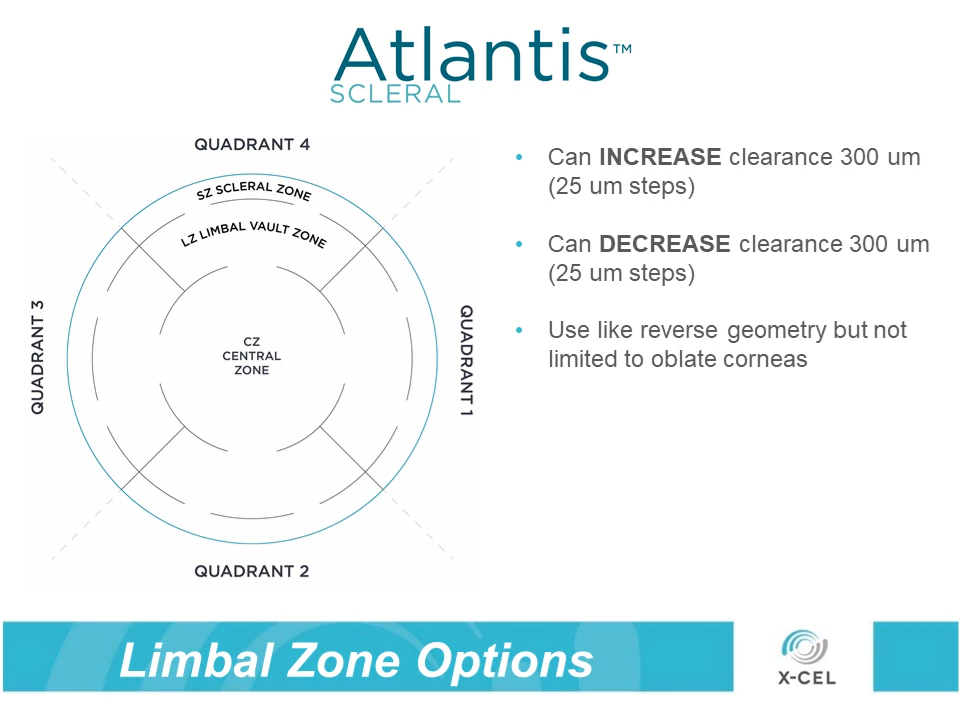 Atlantis™
SCLERAL
QUADRANT 4
SZ SCLERAL ZONE
LZ LIMBAL VAULT ZONE
QUADRANT 3
CZ
CENTRAL
ZONE
QUADRANT 1
QUADRANT 2
• Can INCREASE clearance 300 um
(25 um steps)
• Can DECREASE clearance 300 um
(25 um steps)
• Use like reverse geometry but not
limited to oblate corneas
Limbal Zone Options
X-CEL